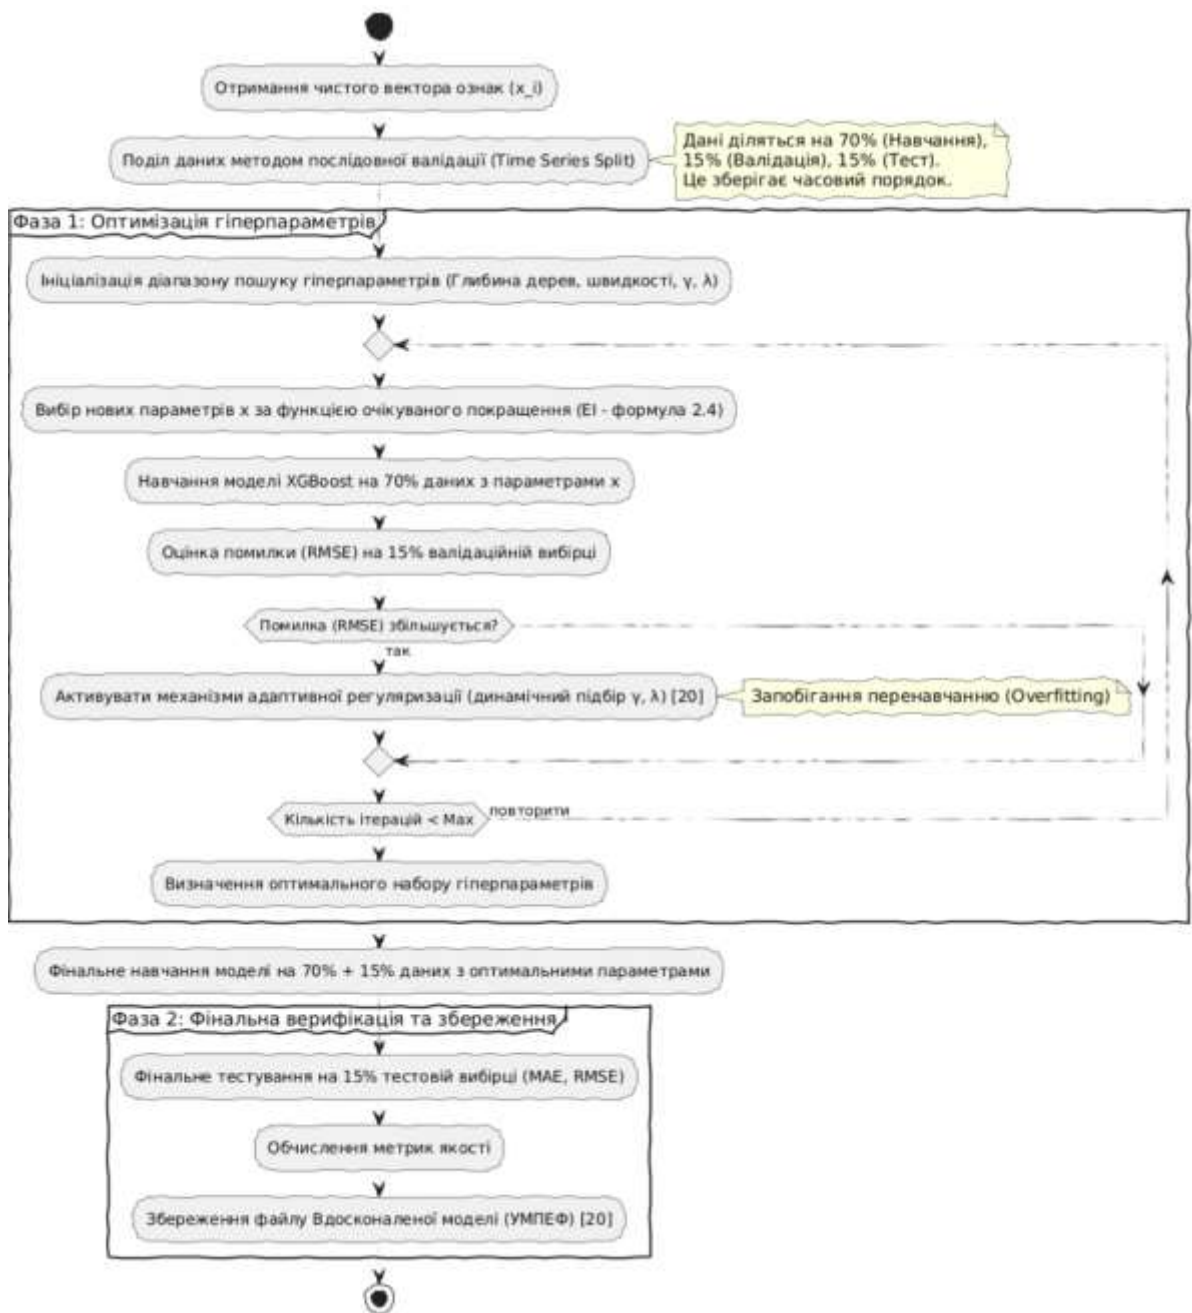 Отримання чистого вектора ознак (x_i)
Поділ даних методом послідовної валідації (Time Series Split)
Дані діляться на 70% (Навчання),
15% (Валідація), 15% (Тест).
Це зберігає часовий порядок.
Фаза 1: Оптимізація гіперпараметрів
Ініціалізація діапазону пошуку гіперпараметрів (Глибина дерев, швидкості, γ, λ)
Вибір нових параметрів x за функцією очікуваного покращення (EI - формула 2.4)
Навчання моделі XGBoost на 70% даних з параметрами x
Оцінка помилки (RMSE) на 15% валідаційній вибірці
Помилка (RMSE) збільшується?
так
Активувати механізми адаптивної регуляризації (динамічний підбір γ, λ) [20]
Запобігання перенавчанню (Overfitting)
Кількість ітерацій < Max
повторити
Визначення оптимального набору гіперпараметрів
Фінальне навчання моделі на 70% + 15% даних з оптимальними параметрами
Фаза 2: Фінальна верифікація та збереження
Фінальне тестування на 15% тестовій вибірці (MAE, RMSE)
Обчислення метрик якості
Збереження файлу Вдосконаленої моделі (УМПЕФ) [20]